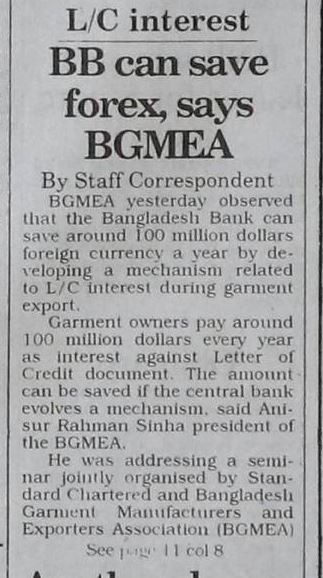 L/C interest
BB can save
forex, says
BGMEA
By Staff Correspondent
BGMEA yesterday observed
that the Bangladesh Bank can
save around 100 million dollars
foreign currency a year by de-
veloping a mechanism related
to L/C interest during garment
export.
Garment owners pay around
100 million dollars every year
as interest against Letter of
Credit document. The amount
can be saved if the central bank
evolves a mechanism, said Ani-
sur Rahman Sinha president of
the BGMEA.
He was addressing a semi-
nar jointly organised by Stan-
dard Chartered and Bangladesh
Garment Manufacturers and
Exporters Association (BGMEA)
See page 11 col 8